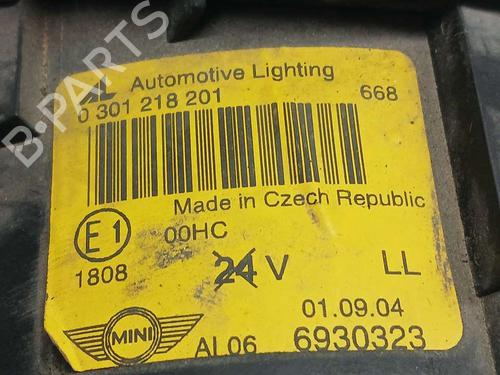 AL Automotive Lighting
0 301 218 201 668
Made in Czech Republic
E1 00HC
1808 24 V LL
01.09.04
MINI AL06 6930323
B-PARTS